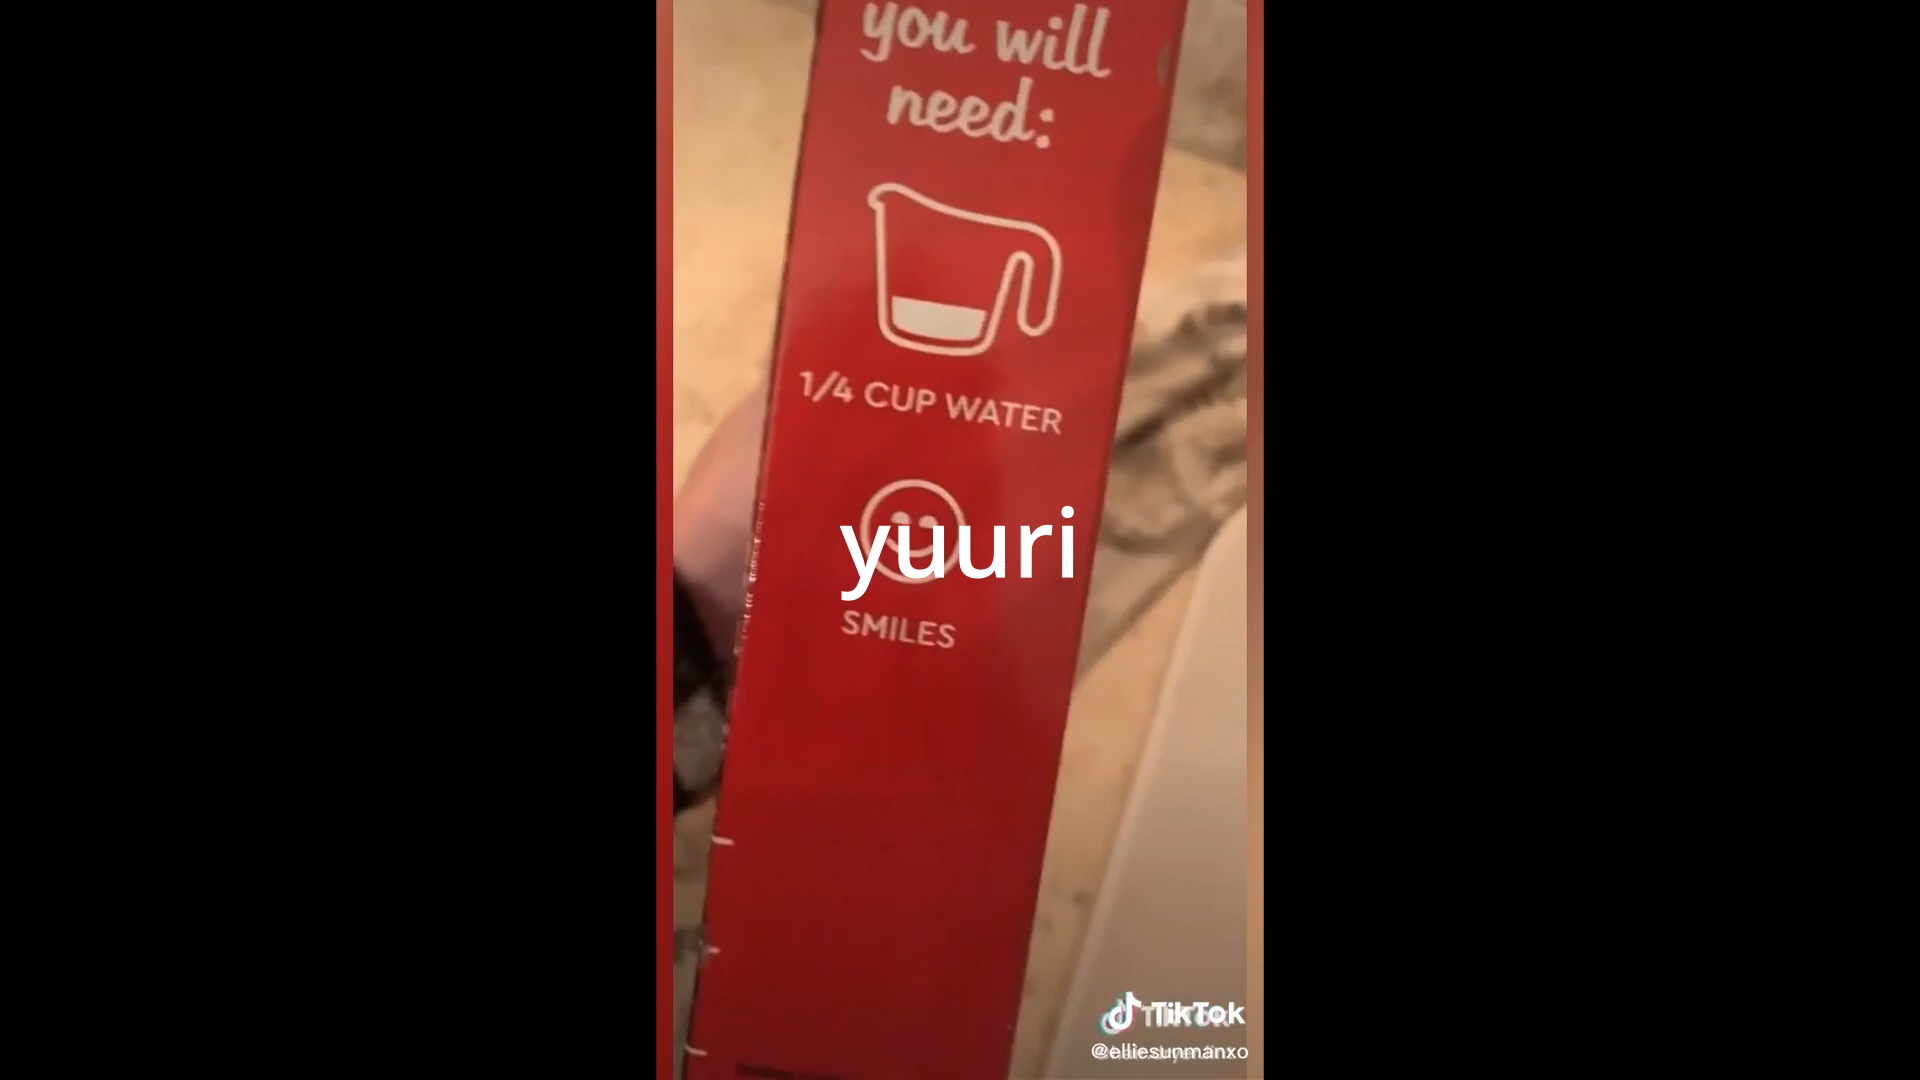 you will
need:
1/4 CUP WATER
yuuri
SMILES
TikTok
@elliesunmanxo